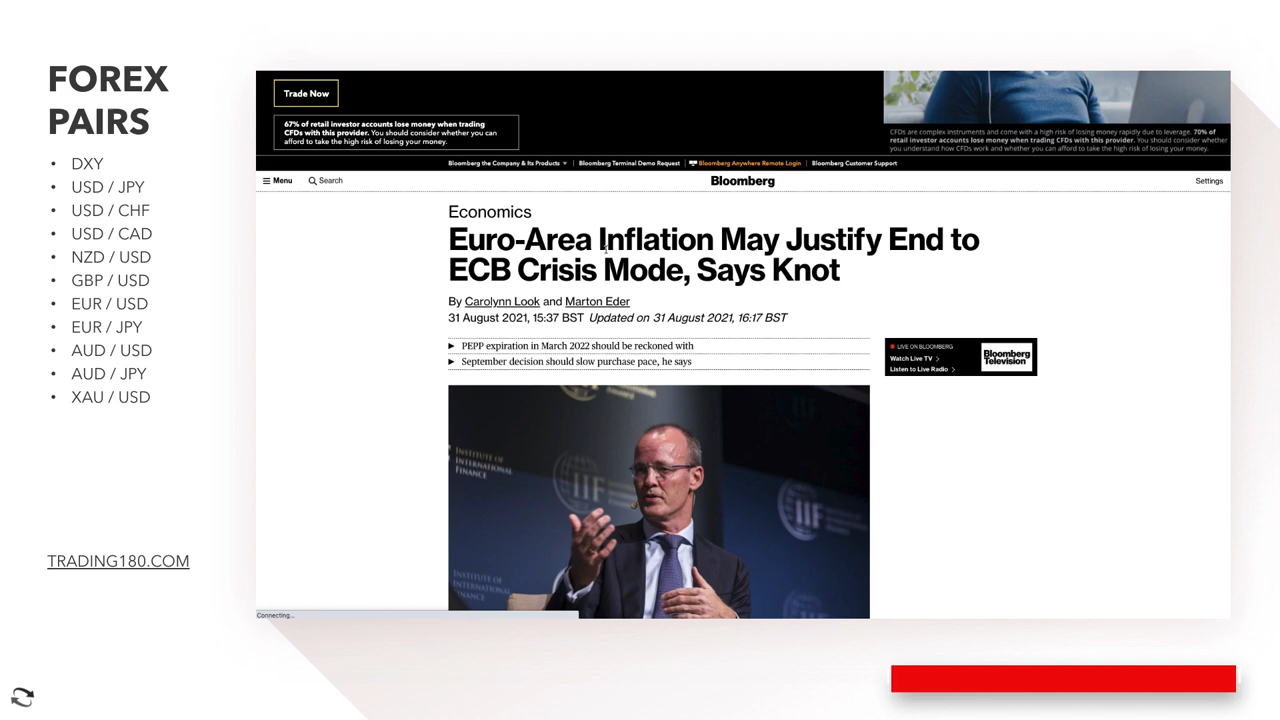 FOREX
PAIRS
• DXY
• USD / JPY
• USD / CHF
• USD / CAD
• NZD / USD
• GBP / USD
• EUR / USD
• EUR / JPY
• AUD / USD
• AUD / JPY
• XAU / USD
TRADING180.COM
Trade Now
67% of retail investor accounts lose money when trading
CFDs with this provider. You should consider whether you can
afford to take the high risk of losing your money.
CFDs are complex instruments and come with a high risk of losing money rapidly due to leverage. 70% of
retail investor accounts lose money when trading CFDs with this provider. You should consider whether
you understand how CFDs work and whether you can afford to take the high risk of losing your money.
Bloomberg the Company & Its Products | Bloomberg Terminal Demo Request | Bloomberg Anywhere Remote Login | Bloomberg Customer Support
Menu Search Bloomberg Settings
Economics
Euro-Area Inflation May Justify End to
ECB Crisis Mode, Says Knot
By Carolynn Look and Marton Eder
31 August 2021, 15:37 BST Updated on 31 August 2021, 16:17 BST
PEPP expiration in March 2022 should be reckoned with
September decision should slow purchase pace, he says
LIVE ON BLOOMBERG
Watch Live TV >
Listen to Live Radio >
Bloomberg
Television
INSTITUTE OF
INTERNATIONAL
FINANCE
IIF
IIF
INSTITUTE OF
INTERNATIONAL
FINANCE
Connecting...